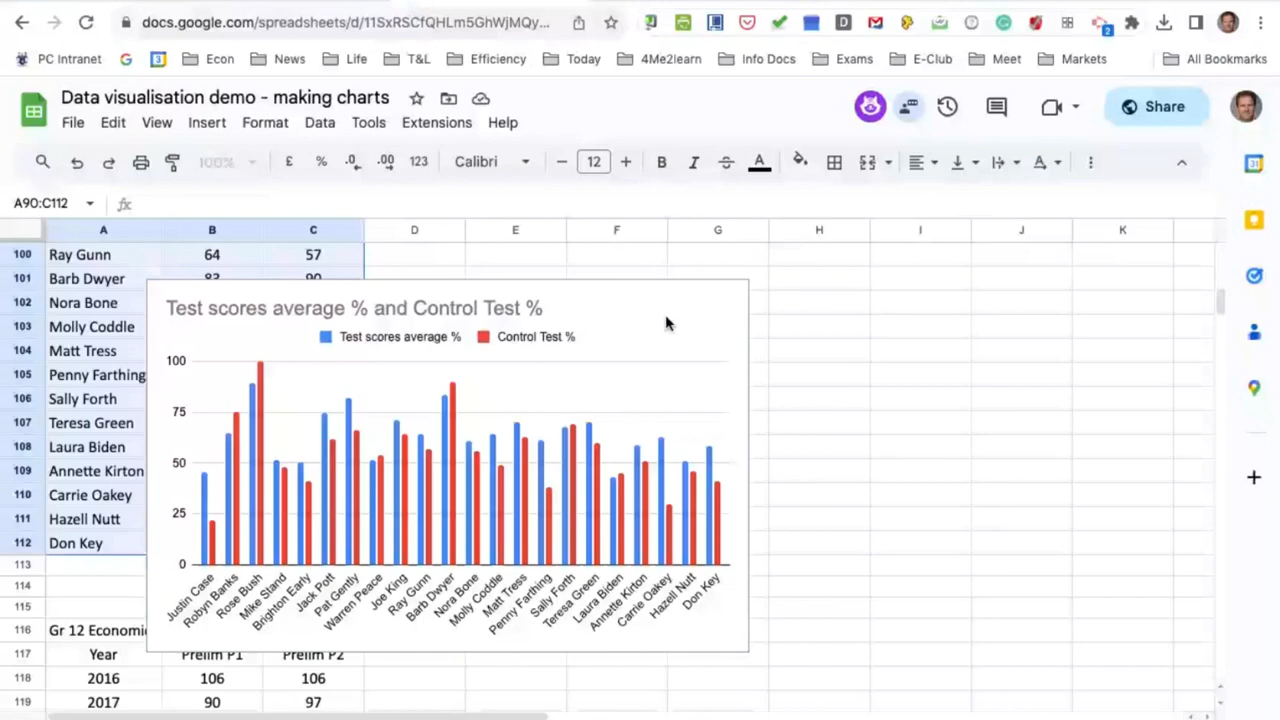 docs.google.com/spreadsheets/d/11SxRSCfQHLm5GhWjMQy...
2
PC Intranet Econ News Life T&L Efficiency Today 4Me2learn Info Docs Exams E-Club Meet Markets All Bookmarks
Data visualisation demo - making charts
File Edit View Insert Format Data Tools Extensions Help
Share
100% £ % .0 .00 123 Calibri 12 B I A
A90:C112 fx
A B C D E F G H I J K
100 Ray Gunn 64 57
101 Barb Dwyer 83 90
102 Nora Bone
103 Molly Coddle
104 Matt Tress
105 Penny Farthing
106 Sally Forth
107 Teresa Green
108 Laura Biden
109 Annette Kirton
110 Carrie Oakey
111 Hazell Nutt
112 Don Key
113
114
115
116 Gr 12 Economi
117 Year Prelim P1 Prelim P2
118 2016 106 106
119 2017 90 97
Test scores average % and Control Test %
Test scores average % Control Test %
100
75
50
25
0
Justin Case
Robyn Banks
Rose Bush
Mike Stand
Brighton Early
Jack Pott
Pat Gently
Warren Peace
Joe King
Ray Gunn
Barb Dwyer
Nora Bone
Molly Coddle
Matt Tress
Penny Farthing
Sally Forth
Teresa Green
Laura Biden
Annette Kirton
Carrie Oakey
Hazell Nutt
Don Key